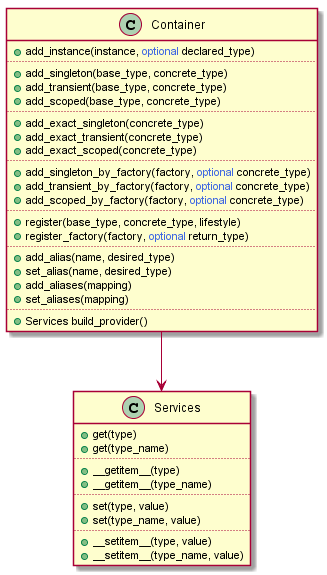 C Container
add_instance(instance, optional declared_type)
add_singleton(base_type, concrete_type)
add_transient(base_type, concrete_type)
add_scoped(base_type, concrete_type)
add_exact_singleton(concrete_type)
add_exact_transient(concrete_type)
add_exact_scoped(concrete_type)
add_singleton_by_factory(factory, optional concrete_type)
add_transient_by_factory(factory, optional concrete_type)
add_scoped_by_factory(factory, optional concrete_type)
register(base_type, concrete_type, lifestyle)
register_factory(factory, optional return_type)
add_alias(name, desired_type)
set_alias(name, desired_type)
add_aliases(mapping)
set_aliases(mapping)
Services build_provider()
C Services
get(type)
get(type_name)
__getitem__(type)
__getitem__(type_name)
set(type, value)
set(type_name, value)
__setitem__(type, value)
__setitem__(type_name, value)